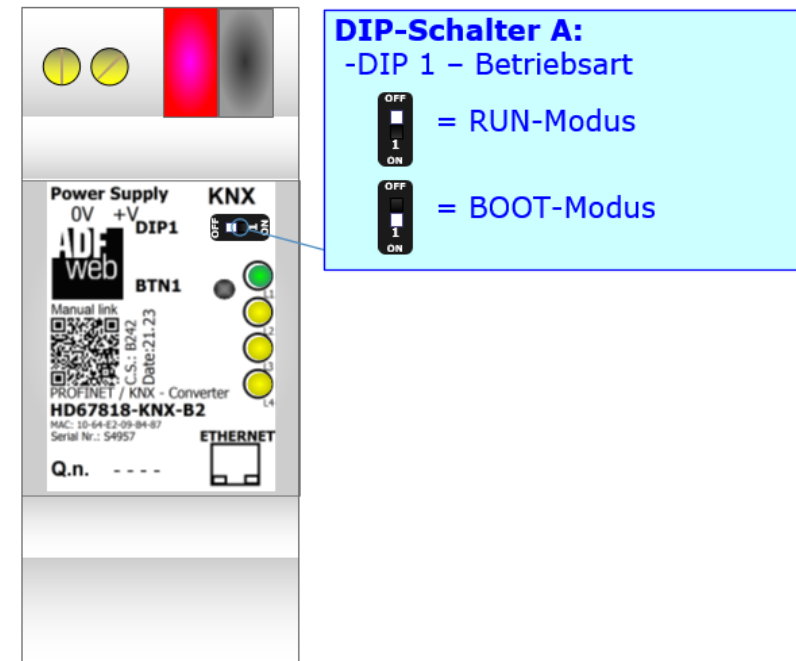 DIP-Schalter A:
-DIP 1 – Betriebsart
OFF
1
ON
= RUN-Modus
OFF
1
ON
= BOOT-Modus
Power Supply
KNX
0V +V
DIP1
OFF
1
ON
ADF
web
BTN1
L1
Manual link
L2
C.S.: B242
Date:21.23
L3
PROFINET / KNX - Converter
L4
HD67818-KNX-B2
MAC: 10-64-E2-09-84-87
Serial Nr.: S4957
ETHERNET
Q.n. - - - -